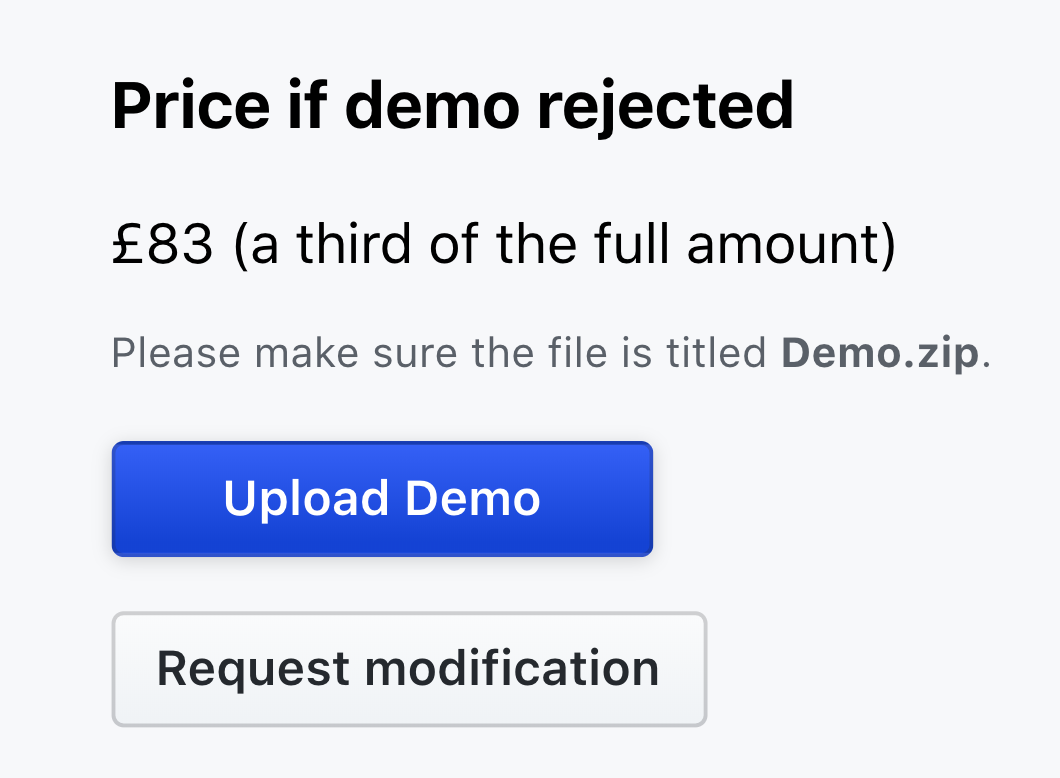 Price if demo rejected
£83 (a third of the full amount)
Please make sure the file is titled Demo.zip.
Upload Demo
Request modification